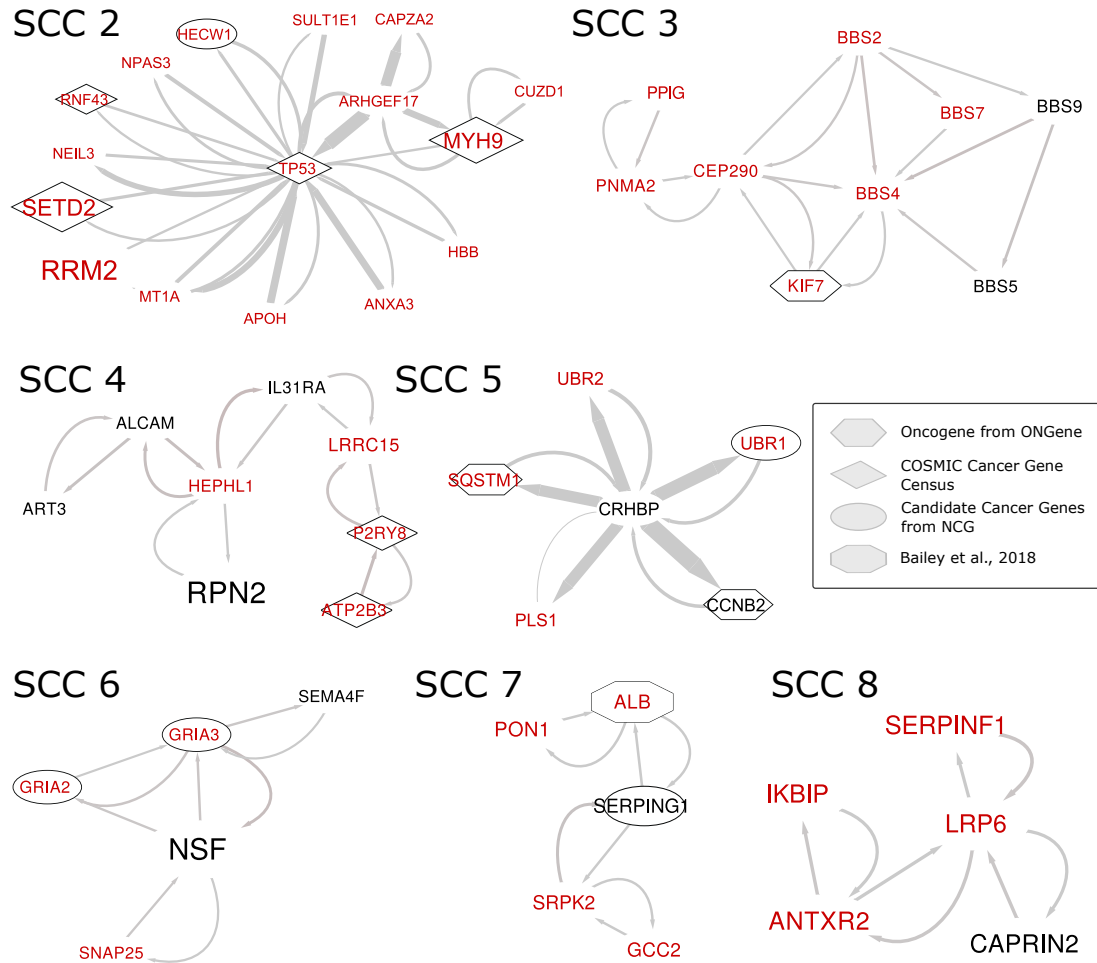 SCC 2
SULT1E1
CAPZA2
HECW1
NPAS3
RNF43
ARHGEF17
CUZD1
MYH9
NEIL3
TP53
SETD2
RRM2
MT1A
APOH
ANXA3
HBB
SCC 3
BBS2
PPIG
BBS7
BBS9
PNMA2
CEP290
BBS4
KIF7
BBS5
SCC 4
IL31RA
ALCAM
LRRC15
HEPHL1
ART3
P2RY8
RPN2
ATP2B3
SCC 5
UBR2
UBR1
SQSTM1
CRHBP
PLS1
CCNB2
Oncogene from ONGene
COSMIC Cancer Gene
Census
Candidate Cancer Genes
from NCG
Bailey et al., 2018
SCC 6
SEMA4F
GRIA3
GRIA2
NSF
SNAP25
SCC 7
ALB
PON1
SERPING1
SRPK2
GCC2
SCC 8
SERPINF1
IKBIP
LRP6
ANTXR2
CAPRIN2